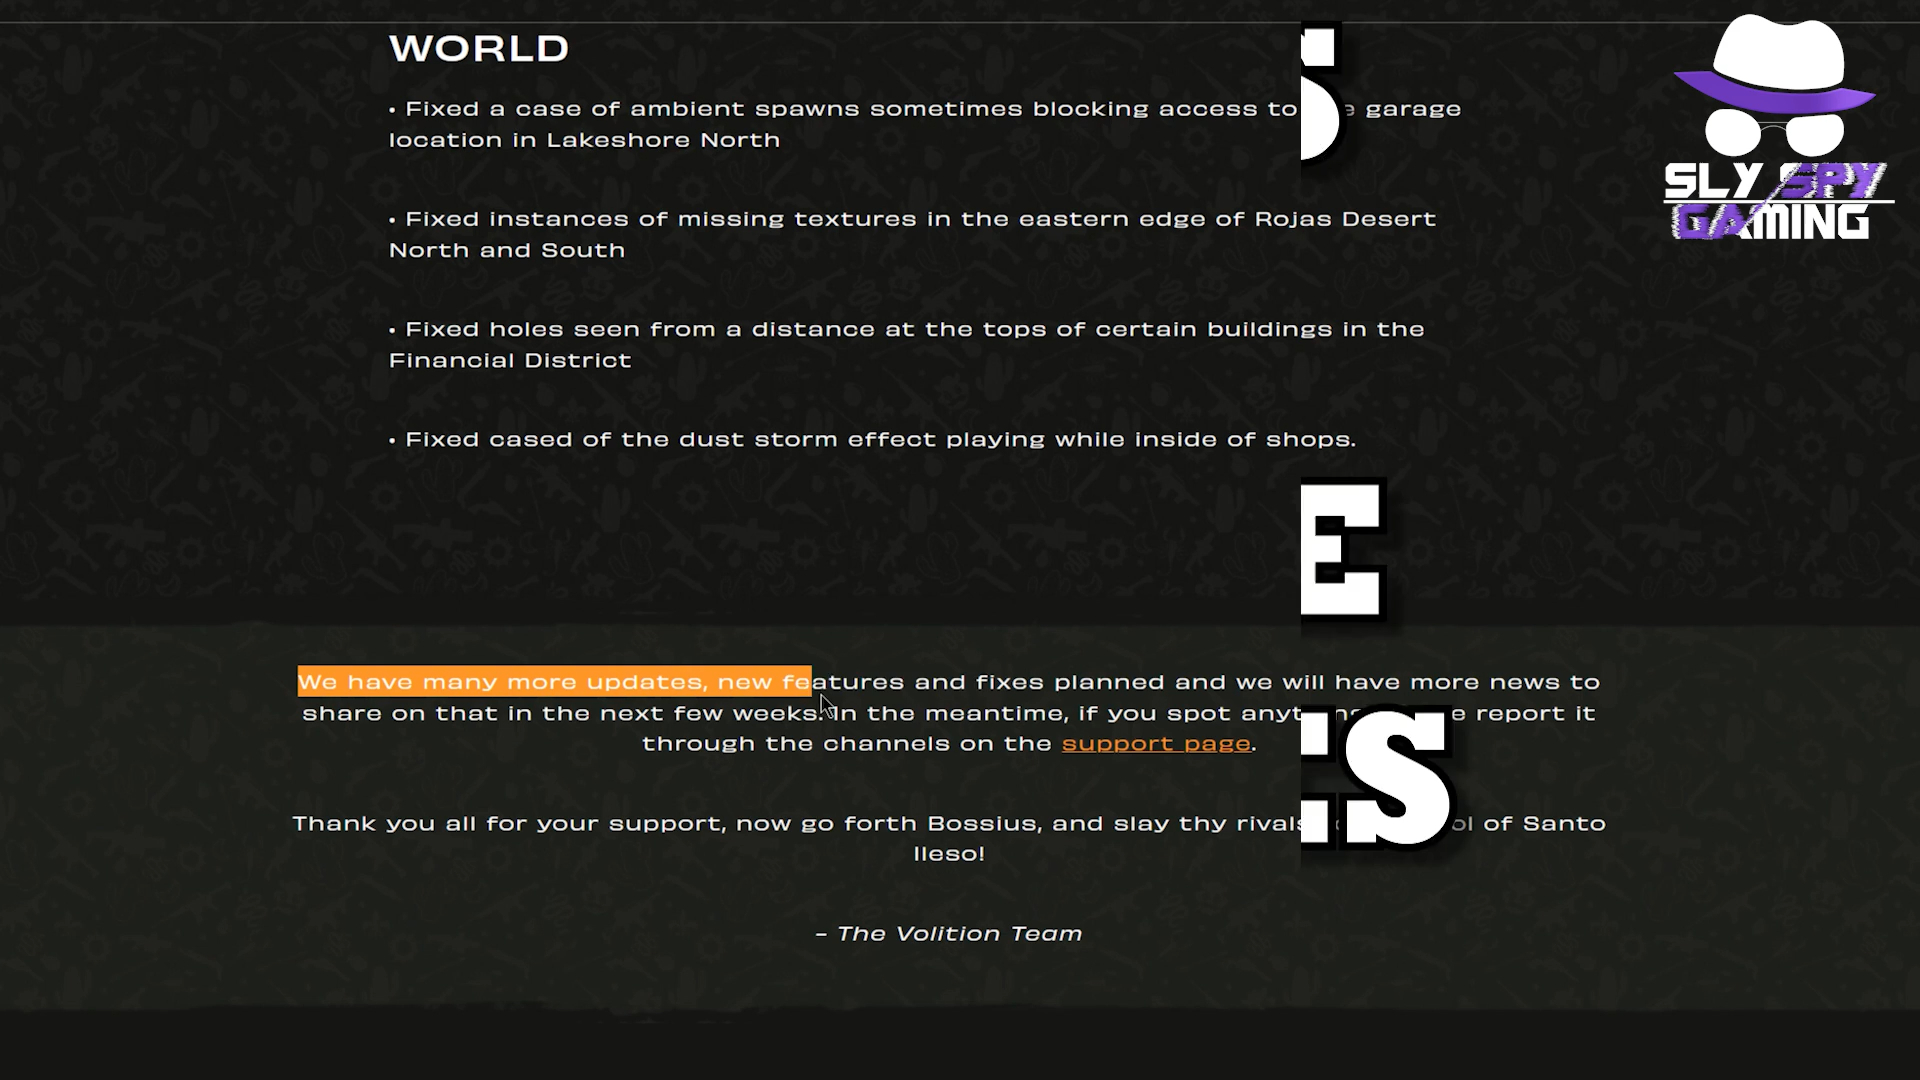 WORLD
• Fixed a case of ambient spawns sometimes blocking access to garage
location in Lakeshore North
• Fixed instances of missing textures in the eastern edge of Rojas Desert
North and South
• Fixed holes seen from a distance at the tops of certain buildings in the
Financial District
• Fixed cased of the dust storm effect playing while inside of shops.
We have many more updates, new features and fixes planned and we will have more news to
share on that in the next few weeks. In the meantime, if you spot report it
through the channels on the support page.
Thank you all for your support, now go forth Bossius, and slay thy of Santo
Ileso!
– The Volition Team
S
E
ES
SLY SPY
GAMING